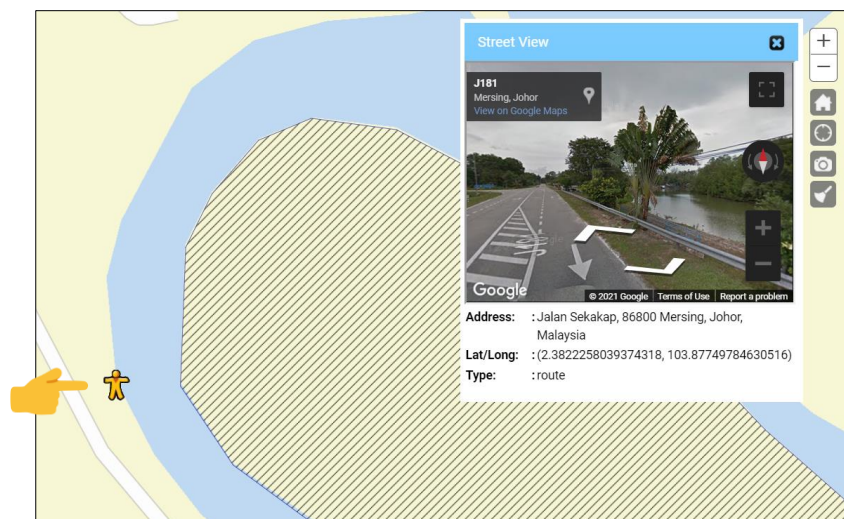 Street View
J181
Mersing, Johor
View on Google Maps
Google
© 2021 Google Terms of Use Report a problem
Address: : Jalan Sekakap, 86800 Mersing, Johor,
Malaysia
Lat/Long: : (2.3822258039374318, 103.87749784630516)
Type: : route